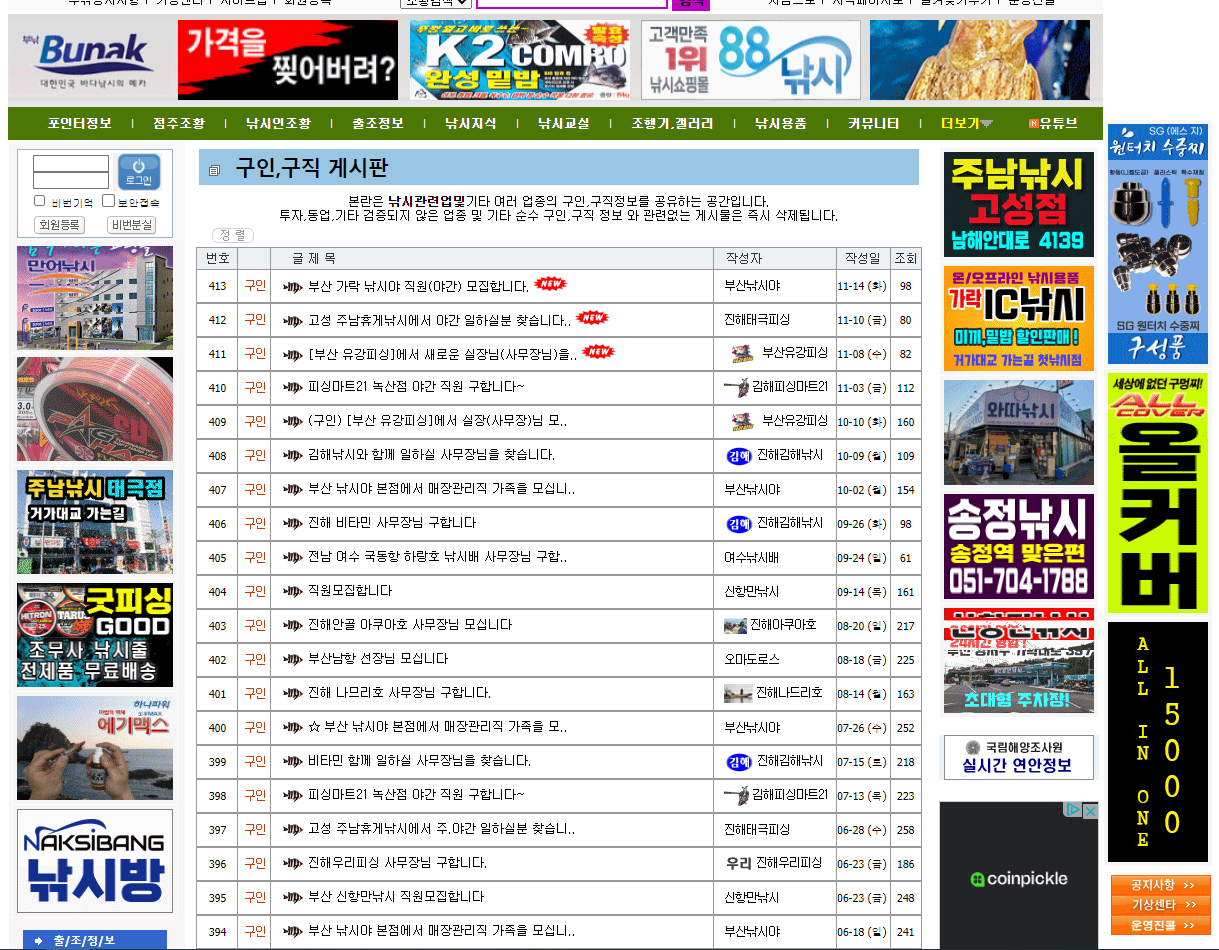 부낚 Bunak
대한민국 바다낚시의 메카
가격을
찢어버려?
K2 COMBO
완성밑밥
고객만족
1위
낚시쇼핑몰
88낚시
포인터정보 | 점주조황 | 낚시인조황 | 출조정보 | 낚시지식 | 낚시교실 | 조행기,갤러리 | 낚시용품 | 커뮤니티 | 더보기 N유튜브
로그인
비번기억 보안접속
회원등록 비번분실
만어낚시
주남낚시 태극점
거가대교 가는길
굿피싱
GOOD
조무사 낚시줄
전제품 무료배송
하나파워
에기맥스
NAKSIBANG
낚시방
출/조/정/보
구인,구직 게시판
본란은 낚시관련업및기타 여러 업종의 구인,구직정보를 공유하는 공간입니다.
투자,동업,기타 검증되지 않은 업종 및 기타 순수 구인,구직 정보 와 관련없는 게시물은 즉시 삭제됩니다.
정 렬
번호 글 제 목 작성자 작성일 조회
413 구인 부산 가락 낚시야 직원(야간) 모집합니다. NEW 부산낚시야 11-14 (화) 98
412 구인 고성 주남휴게낚시에서 야간 일하실분 찾습니다.. NEW 진해태극피싱 11-10 (금) 80
411 구인 [부산 유강피싱]에서 새로운 실장님(사무장님)을.. NEW 부산유강피싱 11-08 (수) 82
410 구인 피싱마트21 녹산점 야간 직원 구합니다~ 김해피싱마트21 11-03 (금) 112
409 구인 (구인) [부산 유강피싱]에서 실장(사무장)님 모.. 부산유강피싱 10-10 (화) 160
408 구인 김해낚시와 함께 일하실 사무장님을 찾습니다. 김해 진해김해낚시 10-09 (월) 109
407 구인 부산 낚시야 본점에서 매장관리직 가족을 모십니.. 부산낚시야 10-02 (월) 154
406 구인 진해 비타민 사무장님 구합니다 김해 진해김해낚시 09-26 (화) 98
405 구인 전남 여수 국동항 하랑호 낚시배 사무장님 구합.. 여수낚시배 09-24 (일) 61
404 구인 직원모집합니다 신항만낚시 09-14 (목) 161
403 구인 진해안골 아쿠아호 사무장님 모십니다 진해아쿠아호 08-20 (일) 217
402 구인 부산남항 선장님 모십니다 오마도로스 08-18 (금) 225
401 구인 진해 나므리호 사무장님 구합니다. 진해나드리호 08-14 (월) 163
400 구인 ☆ 부산 낚시야 본점에서 매장관리직 가족을 모.. 부산낚시야 07-26 (수) 252
399 구인 비타민 함께 일하실 사무장님을 찾습니다. 김해 진해김해낚시 07-15 (토) 218
398 구인 피싱마트21 녹산점 야간 직원 구합니다~ 김해피싱마트21 07-13 (목) 223
397 구인 고성 주남휴게낚시에서 주.야간 일하실분 찾습니.. 진해태극피싱 06-28 (수) 258
396 구인 진해우리피싱 사무장님 구합니다. 우리 진해우리피싱 06-23 (금) 186
395 구인 부산 신항만낚시 직원모집합니다 신항만낚시 06-23 (금) 248
394 구인 부산 낚시야 본점에서 매장관리직 가족을 모십니.. 부산낚시야 06-18 (일) 241
주남낚시
고성점
남해안대로 4139
온/오프라인 낚시용품
가락IC낚시
미끼,밑밥 할인판매!
거가대교 가는길 첫낚시점
와따낚시
송정낚시
송정역 맞은편
051-704-1788
초대형 주차장!
국립해양조사원
실시간 연안정보
coinpickle
SG (에스 지)
원터치 수중찌
SG 원터치 수중찌
구성품
세상에 없던 구멍찌!
ALL COVER
올커버
ALL IN ONE
15000
공지사항 >>
기상센타 >>
운영진콜 >>